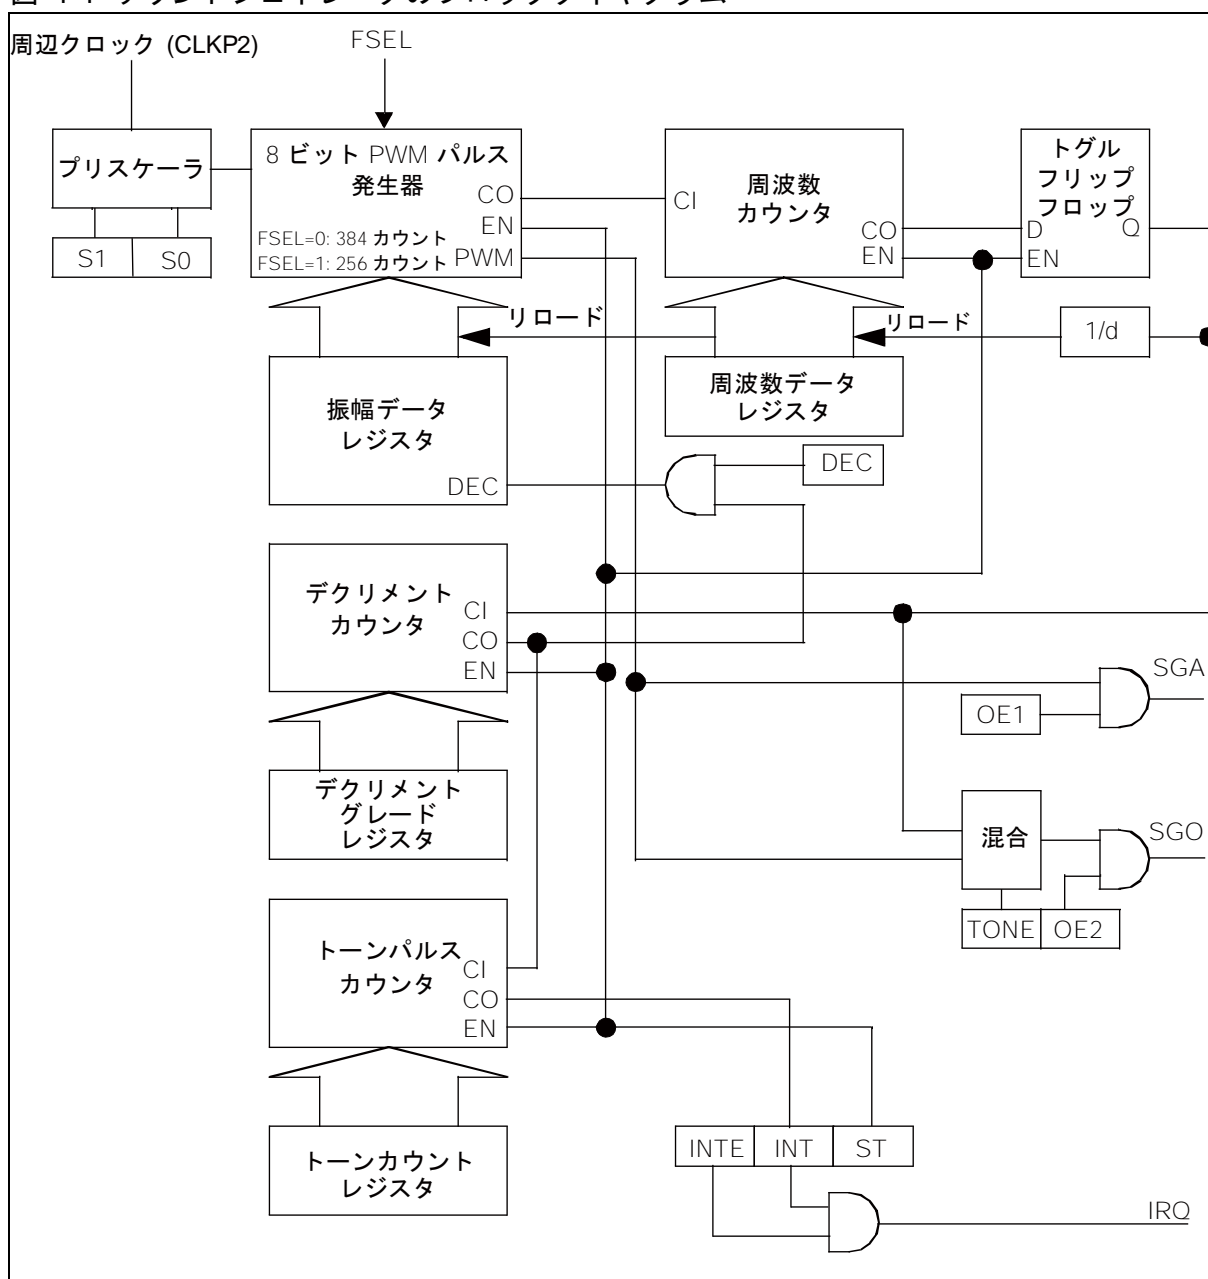 周辺クロック (CLKP2)
FSEL
プリスケーラ
S1
S0
8 ビット PWM パルス
発生器
CO
EN
PWM
FSEL=0: 384 カウント
FSEL=1: 256 カウント
CI
周波数
カウンタ
CO
EN
トグル
フリップ
フロップ
D
Q
EN
リロード
リロード
1/d
振幅データ
レジスタ
DEC
周波数データ
レジスタ
DEC
デクリメント
カウンタ
CI
CO
EN
SGA
OE1
デクリメント
グレード
レジスタ
混合
SGO
TONE
OE2
トーンパルス
カウンタ
CI
CO
EN
トーンカウント
レジスタ
INTE
INT
ST
IRQ